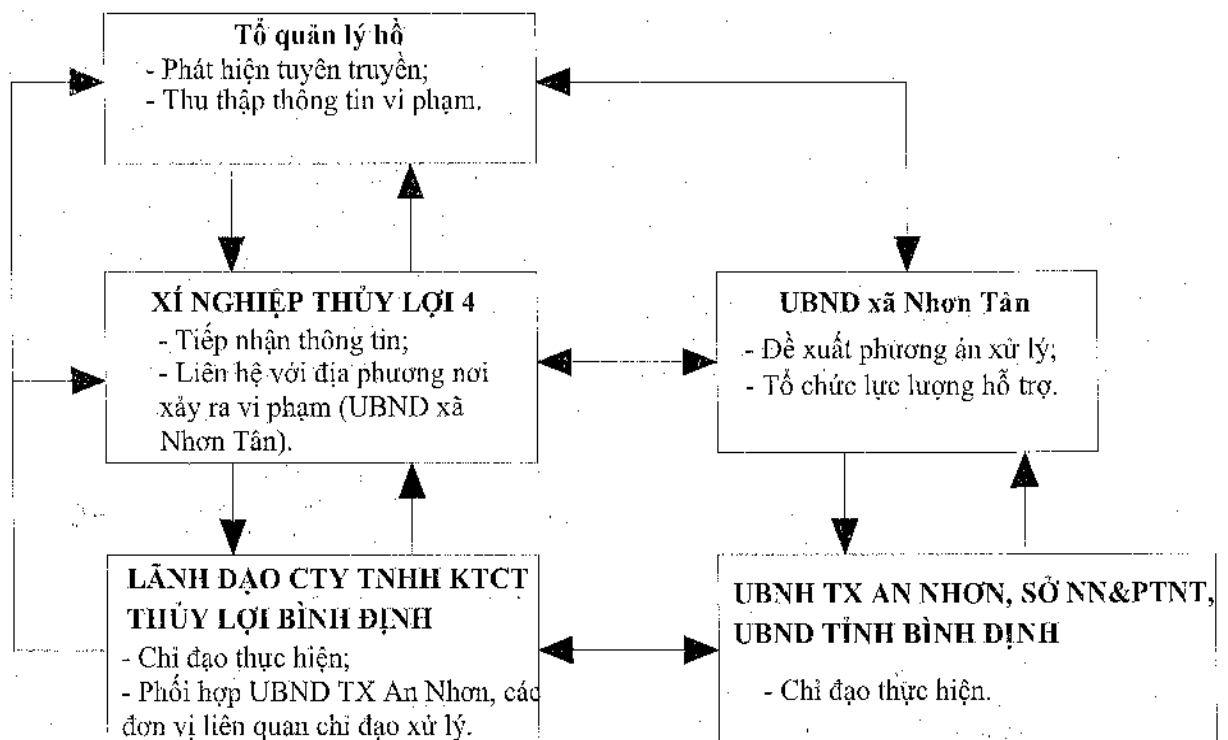 Tổ quản lý hồ
- Phát hiện tuyên truyền;
- Thu thập thông tin vi phạm.
XÍ NGHIỆP THỦY LỢI 4
- Tiếp nhận thông tin;
- Liên hệ với địa phương nơi
xảy ra vi phạm (UBND xã
Nhơn Tân).
UBND xã Nhơn Tân
- Đề xuất phương án xử lý;
- Tổ chức lực lượng hỗ trợ.
LÃNH ĐẠO CTY TNHH KTCT
THỦY LỢI BÌNH ĐỊNH
- Chỉ đạo thực hiện;
- Phối hợp UBND TX An Nhơn, các
đơn vị liên quan chỉ đạo xử lý.
UBNH TX AN NHƠN, SỞ NN&PTNT,
UBND TỈNH BÌNH ĐỊNH
- Chỉ đạo thực hiện.